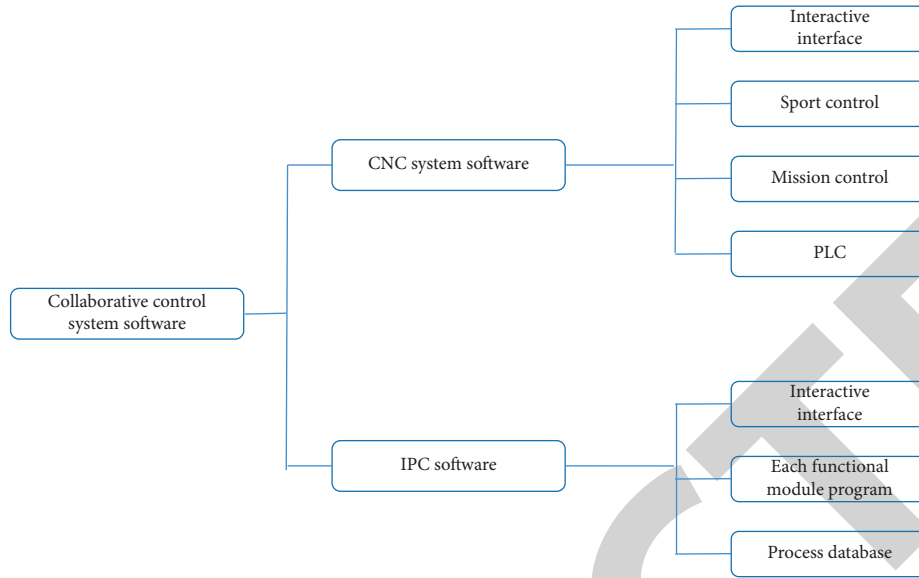 Interactive
interface
Sport control
CNC system software
Mission control
PLC
Collaborative control
system software
Interactive
interface
IPC software
Each functional
module program
Process database